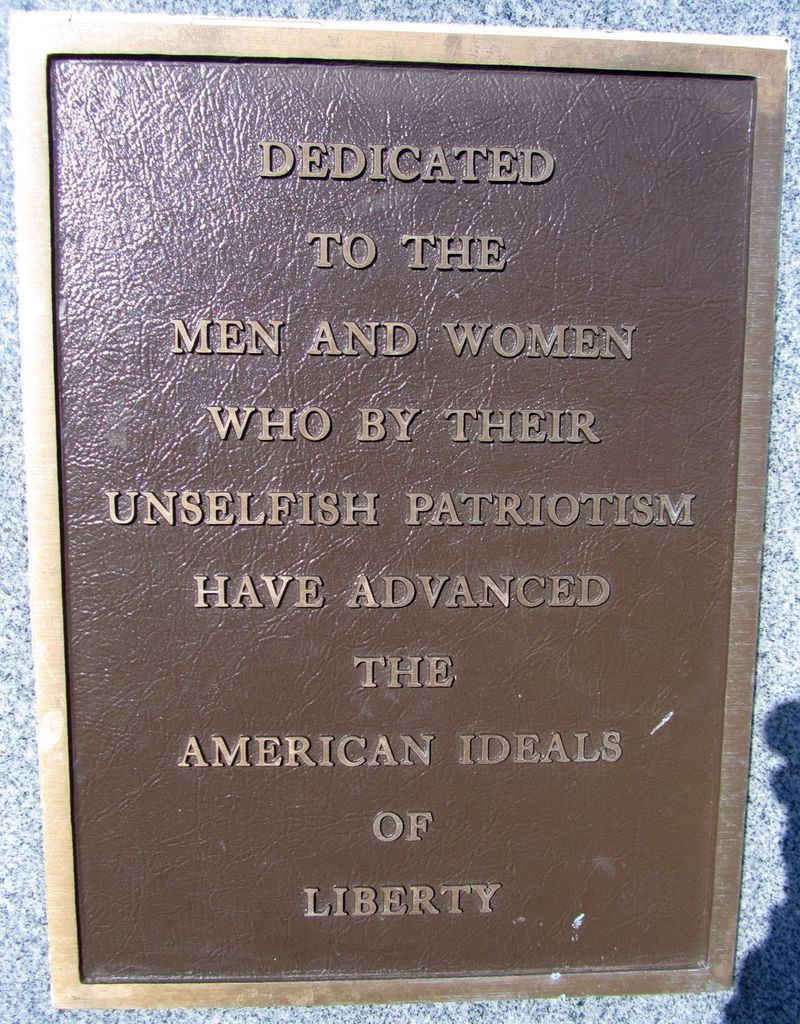 DEDICATED
TO THE
MEN AND WOMEN
WHO BY THEIR
UNSELFISH PATRIOTISM
HAVE ADVANCED
THE
AMERICAN IDEALS
OF
LIBERTY